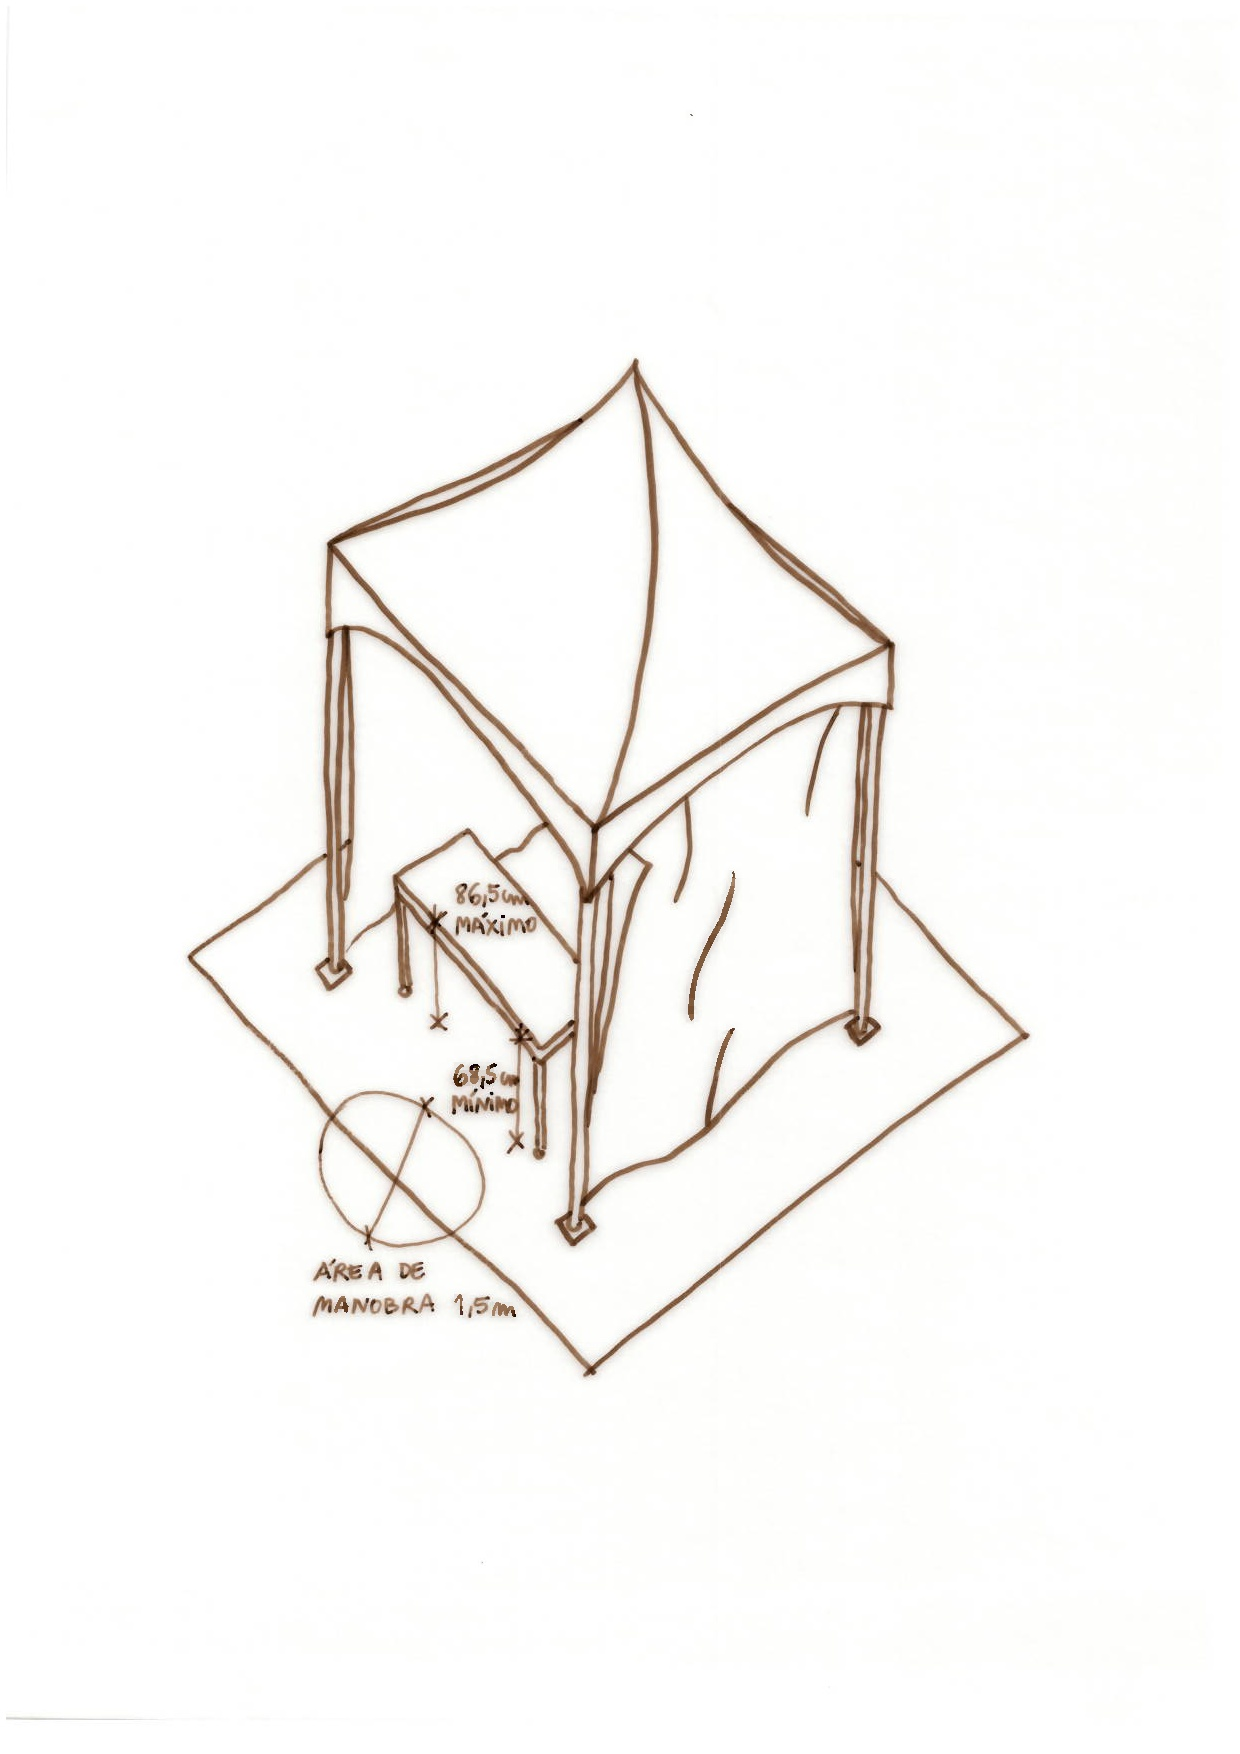 86,5cm
MÁXIMO
68,5cm
MÍNIMO
ÁREA DE
MANOBRA 1,5m